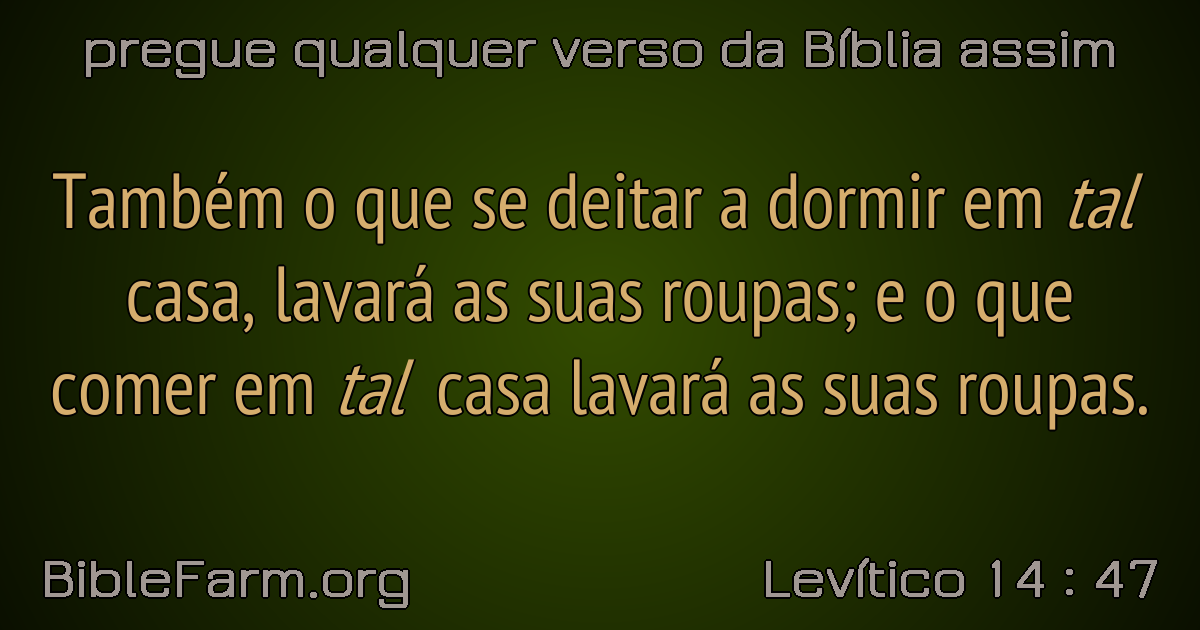 pregue qualquer verso da Bíblia assim
Também o que se deitar a dormir em tal
casa, lavará as suas roupas; e o que
comer em tal casa lavará as suas roupas.
BibleFarm.org
Levítico 14 : 47